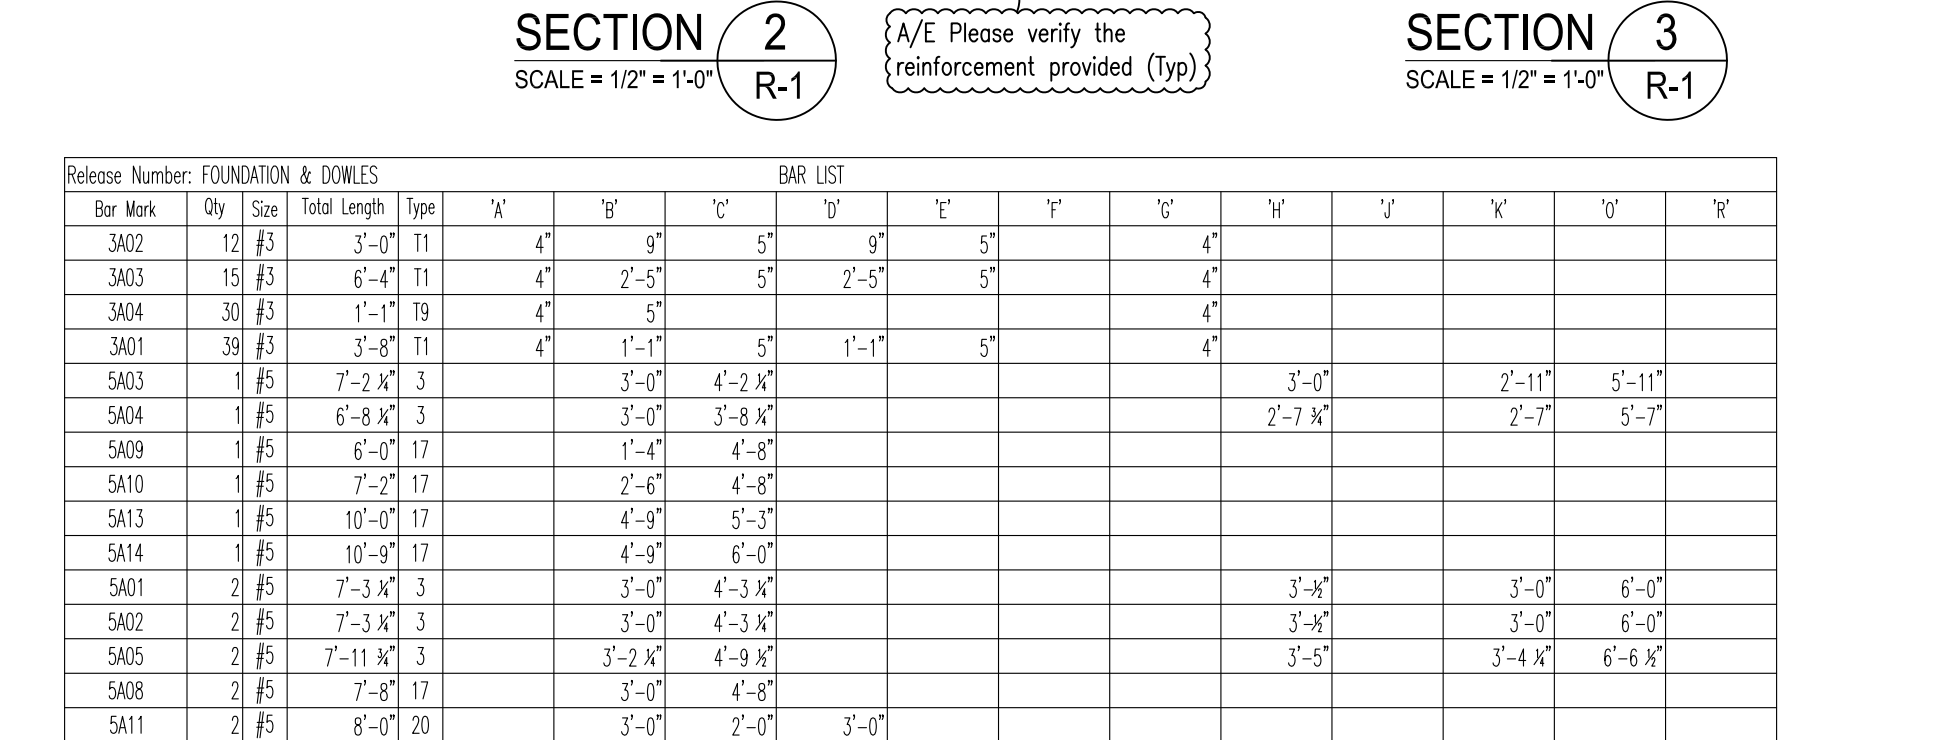 SECTION 2
SCALE = 1/2" = 1'-0" R-1
A/E Please verify the
reinforcement provided (Typ)
SECTION 3
SCALE = 1/2" = 1'-0" R-1
Release Number: FOUNDATION & DOWLES BAR LIST
Bar Mark Qty Size Total Length Type 'A' 'B' 'C' 'D' 'E' 'F' 'G' 'H' 'J' 'K' 'O' 'R'
3A02 12 #3 3'-0" T1 4" 9" 5" 9" 5" 4"
3A03 15 #3 6'-4" T1 4" 2'-5" 5" 2'-5" 5" 4"
3A04 30 #3 1'-1" T9 4" 5" 4"
3A01 39 #3 3'-8" T1 4" 1'-1" 5" 1'-1" 5" 4"
5A03 1 #5 7'-2 ¼" 3 3'-0" 4'-2 ¼" 3'-0" 2'-11" 5'-11"
5A04 1 #5 6'-8 ¼" 3 3'-0" 3'-8 ¼" 2'-7 ¾" 2'-7" 5'-7"
5A09 1 #5 6'-0" 17 1'-4" 4'-8"
5A10 1 #5 7'-2" 17 2'-6" 4'-8"
5A13 1 #5 10'-0" 17 4'-9" 5'-3"
5A14 1 #5 10'-9" 17 4'-9" 6'-0"
5A01 2 #5 7'-3 ¼" 3 3'-0" 4'-3 ¼" 3'-½" 3'-0" 6'-0"
5A02 2 #5 7'-3 ¼" 3 3'-0" 4'-3 ¼" 3'-½" 3'-0" 6'-0"
5A05 2 #5 7'-11 ¾" 3 3'-2 ¼" 4'-9 ½" 3'-5" 3'-4 ¼" 6'-6 ½"
5A08 2 #5 7'-8" 17 3'-0" 4'-8"
5A11 2 #5 8'-0" 20 3'-0" 2'-0" 3'-0"